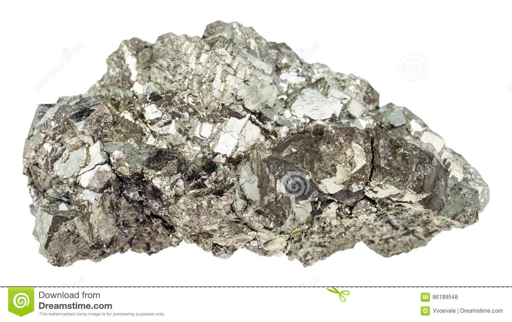 Download from
Dreamstime.com
This watermarked comp image is for previewing purposes only.
86189548
Vvoevale | Dreamstime.com